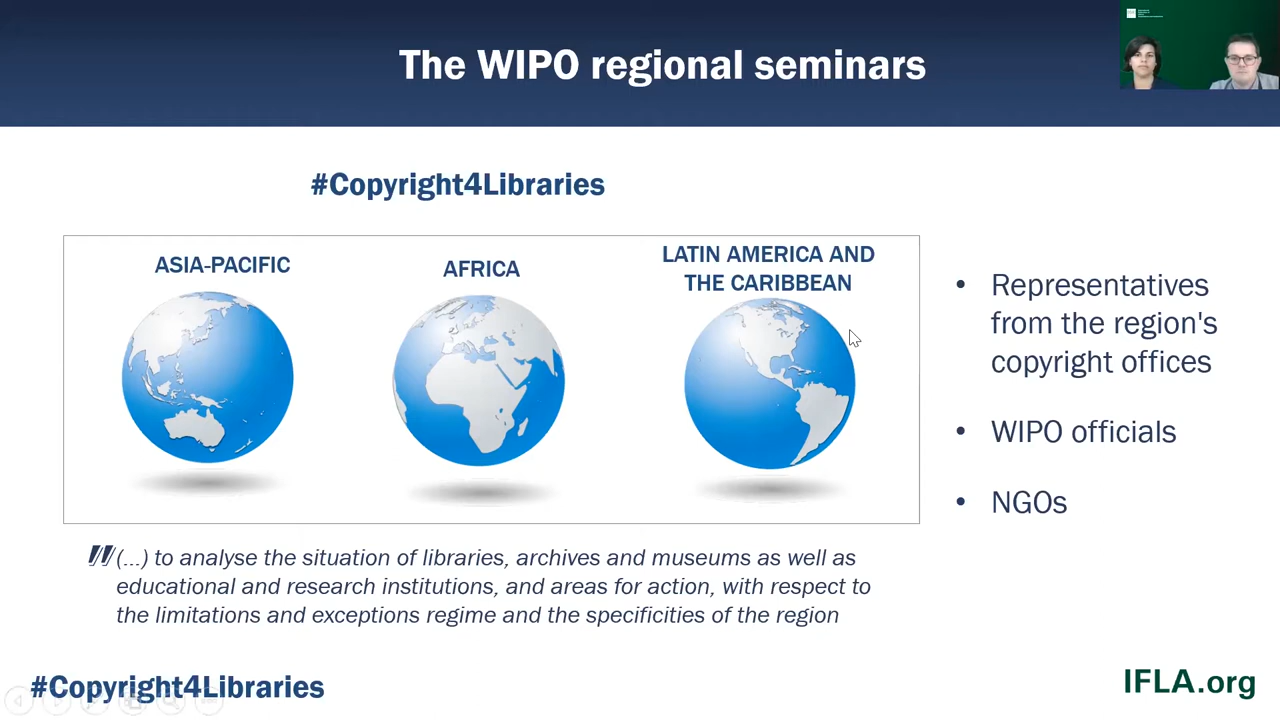 The WIPO regional seminars
#Copyright4Libraries
ASIA-PACIFIC
AFRICA
LATIN AMERICA AND
THE CARIBBEAN
• Representatives
from the region's
copyright offices
• WIPO officials
• NGOs
"(...) to analyse the situation of libraries, archives and museums as well as
educational and research institutions, and areas for action, with respect to
the limitations and exceptions regime and the specificities of the region
#Copyright4Libraries
IFLA.org